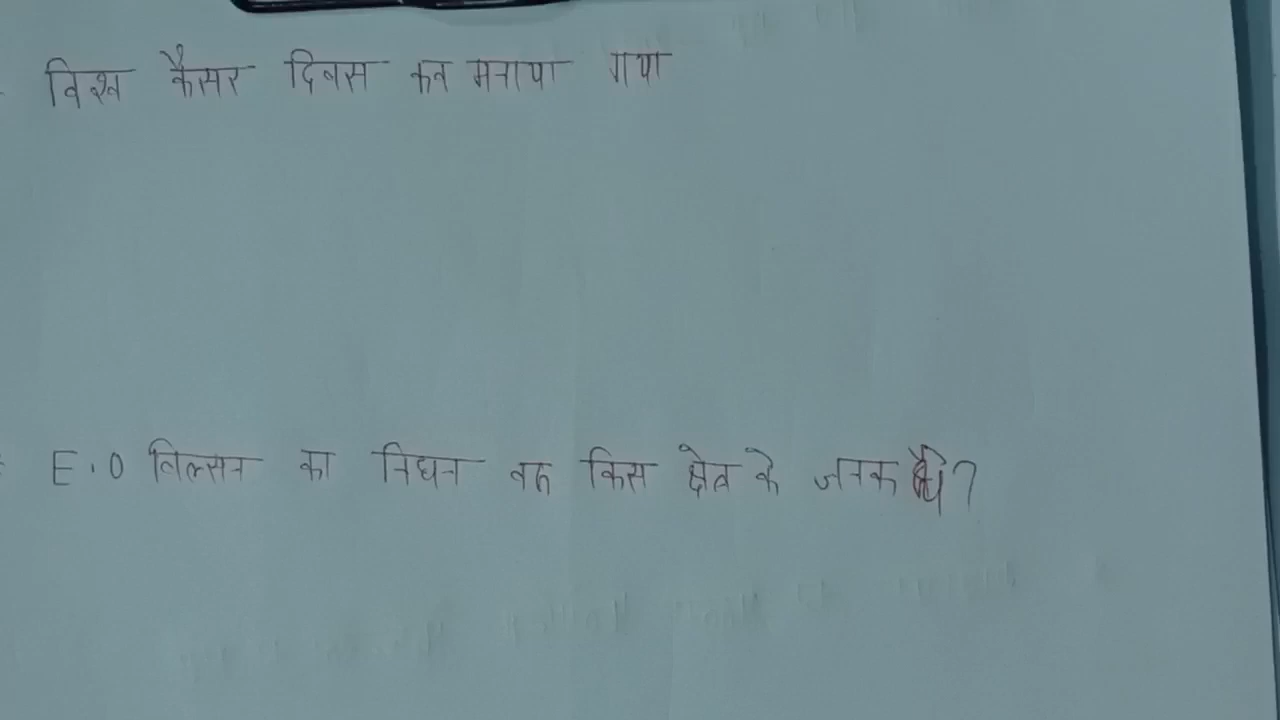 विश्व कैसर दिवस कब मनाया गया
E.O विल्सन का निधन वह किस क्षेत्र के जनक थे?